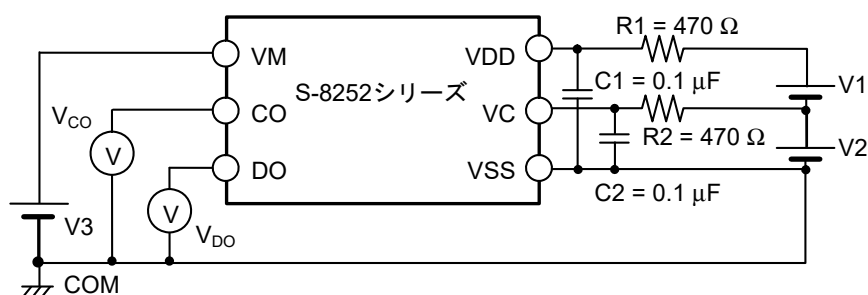 R1 = 470 Ω
VM
VDD
S-8252シリーズ
C1 = 0.1 μF
V1
VCO
CO
VC
V
R2 = 470 Ω
V2
DO
VSS
V
C2 = 0.1 μF
V3
VDO
COM